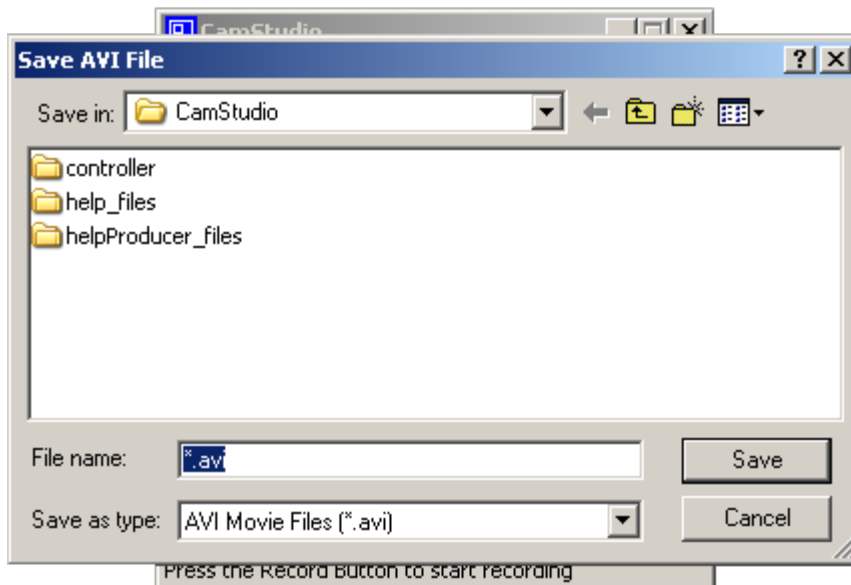 CamStudio
Save AVI File
Save in: CamStudio
controller
help_files
helpProducer_files
File name: *.avi Save
Save as type: AVI Movie Files (*.avi) Cancel
Press the Record Button to start recording